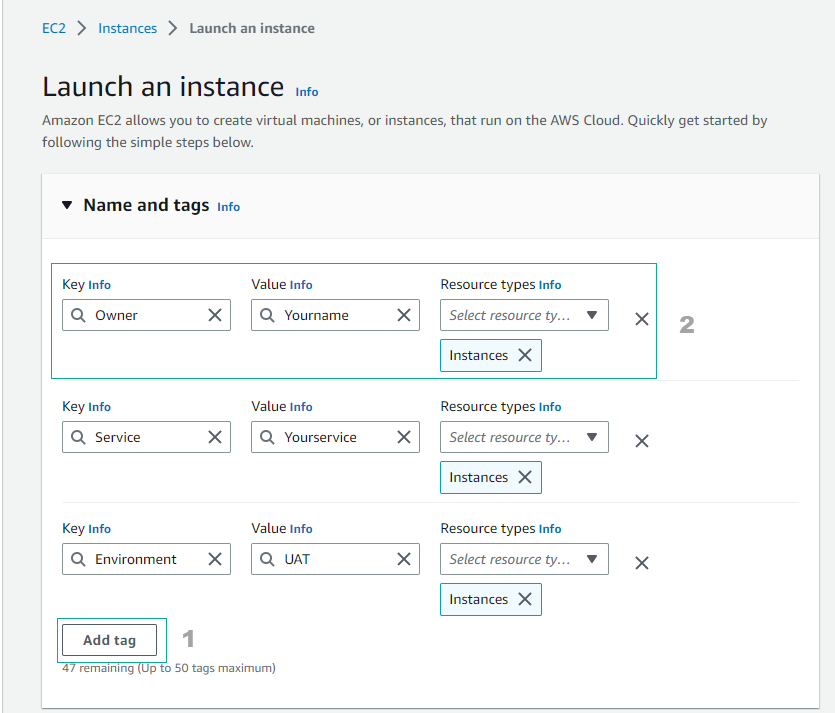 EC2 > Instances > Launch an instance
Launch an instance Info
Amazon EC2 allows you to create virtual machines, or instances, that run on the AWS Cloud. Quickly get started by
following the simple steps below.
Name and tags Info
Key Info Value Info Resource types Info
Owner Yourname Select resource ty...
2
Instances
Key Info Value Info Resource types Info
Service Yourservice Select resource ty...
Instances
Key Info Value Info Resource types Info
Environment UAT Select resource ty...
Instances
Add tag 1
47 remaining (Up to 50 tags maximum)